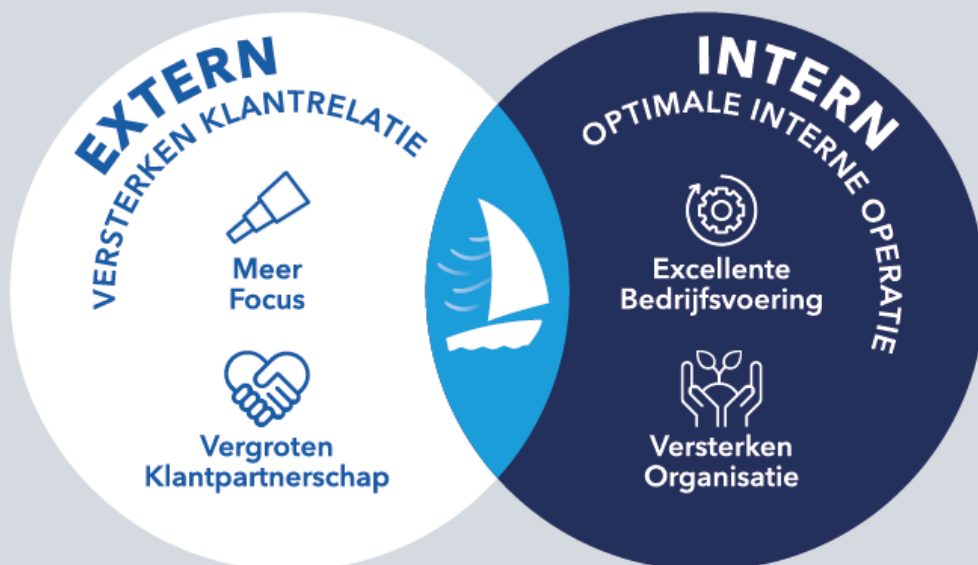 EXTERN
VERSTERKEN KLANTRELATIE
Meer
Focus
Vergroten
Klantpartnerschap
INTERN
OPTIMALE INTERNE OPERATIE
Excellente
Bedrijfsvoering
Versterken
Organisatie